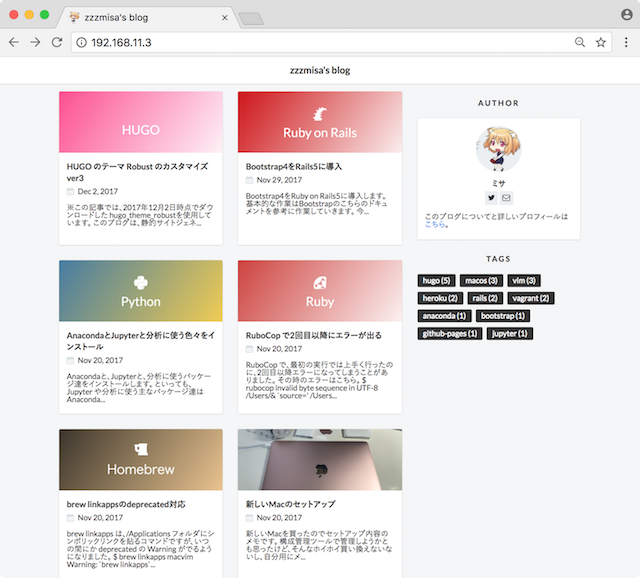 zzzmisa's blog
192.168.11.3
zzzmisa's blog
HUGO
HUGO のテーマ Robust のカスタマイズ
ver3
Dec 2, 2017
※この記事では、2017年12月2日時点でダウ
ンロードした hugo_theme_robustを使用して
います。 このブログは、静的サイトジェネ...
Ruby on Rails
Bootstrap4をRails5に導入
Nov 29, 2017
Bootstrap4をRuby on Rails5に導入します。
基本的な作業はBootstrapのこちらのドキュ
メントを参考に作業していきます。 今...
Python
AnacondaとJupyterと分析に使う色々をイ
ンストール
Nov 20, 2017
Anacondaと、Jupyterと、分析に使うパッケー
ジ達をインストールします。といっても、
Jupyter や分析に使う主なパッケージ達は
Anaconda...
Ruby
RuboCop で2回目以降にエラーが出る
Nov 20, 2017
RuboCop で、最初の実行では上手く行ったの
に、2回目以降エラーになってしまうことがあ
りました。 その時のエラーはこちら。 $
rubocop invalid byte sequence in UTF-8
/Users/& `source=' /Users...
Homebrew
brew linkappsのdeprecated対応
Nov 20, 2017
brew linkapps は、/Applications フォルダにシ
ンボリックリンクを貼るコマンドですが、いつ
の間にか deprecated の Warning がでるよう
になりました。 $ brew linkapps macvim
Warning: `brew linkapps`...
新しいMacのセットアップ
Nov 20, 2017
新しいMacを買ったのでセットアップ内容の
メモです。 構成管理ツールで管理しようかと
も思ったけど、そんなホイホイ買い換えないな
いし、自分用にメ...
AUTHOR
ミサ
このブログについてと詳しいプロフィールは
こちら。
TAGS
hugo (5) macos (3) vim (3)
heroku (2) rails (2) vagrant (2)
anaconda (1) bootstrap (1)
github-pages (1) jupyter (1)